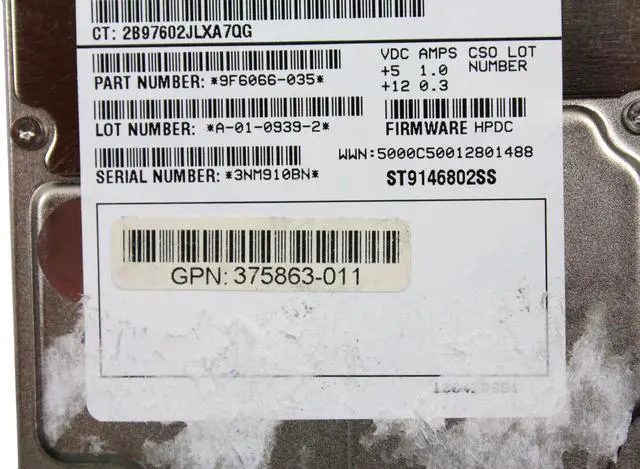 CT: 2B97602JLXA7QG
VDC AMPS CSO LOT
+5 1.0 NUMBER
+12 0.3
PART NUMBER: *9F6066-035*
LOT NUMBER: *A-01-0939-2*
FIRMWARE HPDC
WWN:5000C50012801488
SERIAL NUMBER: *3NM910BN*
ST9146802SS
GPN: 375863-011